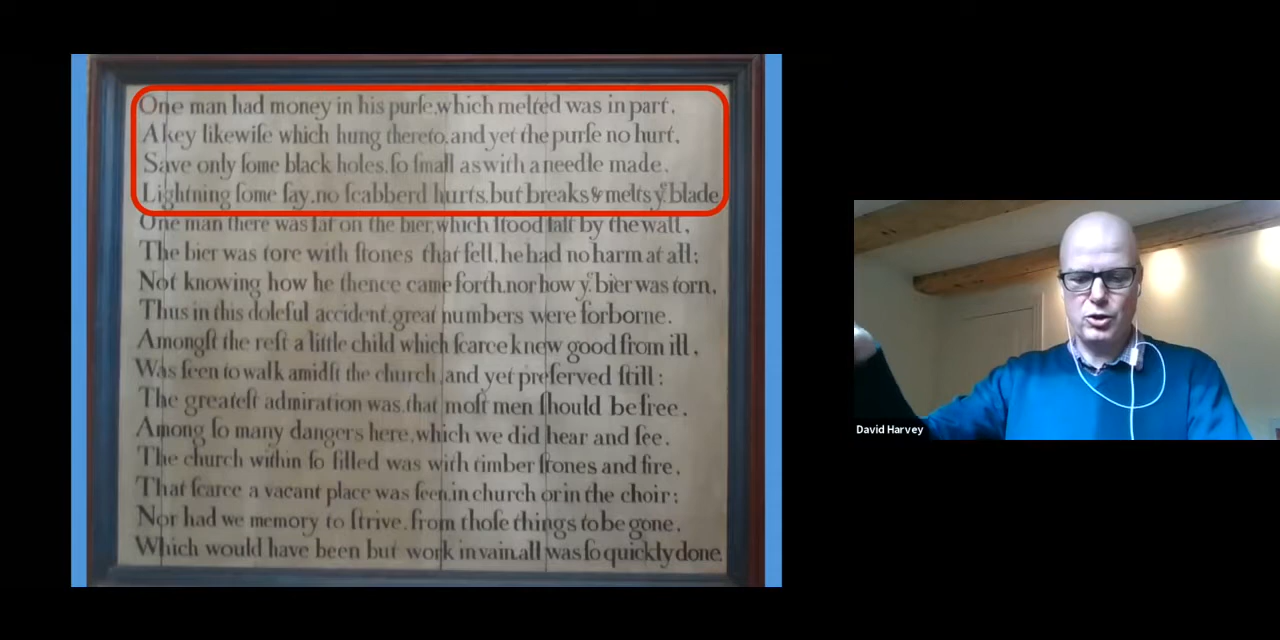 One man had money in his purſe, which melted was in part,
A key likewiſe which hung thereto, and yet the purſe no hurt,
Save only ſome black holes, ſo ſmall as with a needle made,
Lightning ſome ſay, no ſcabberd hurts, but breaks & melts yᵉ blade
One man there was ſat on the bier, which ſtood faſt by the wall,
The bier was tore with ſtones that fell, he had no harm at all;
Not knowing how he thence came forth, nor how yᵉ bier was torn,
Thus in this doleful accident, great numbers were forborne.
Amongſt the reſt a little child which ſcarce knew good from ill,
Was ſeen to walk amidſt the church, and yet preſerved ſtill:
The greateſt admiration was, that moſt men ſhould be free.
Among ſo many dangers here, which we did hear and ſee.
The church within ſo filled was with timber ſtones and fire,
That ſcarce a vacant place was ſeen, in church or in the choir;
Nor had we memory to ſtrive, from thoſe things to be gone,
Which would have been but work in vain, all was ſo quickly done.
David Harvey